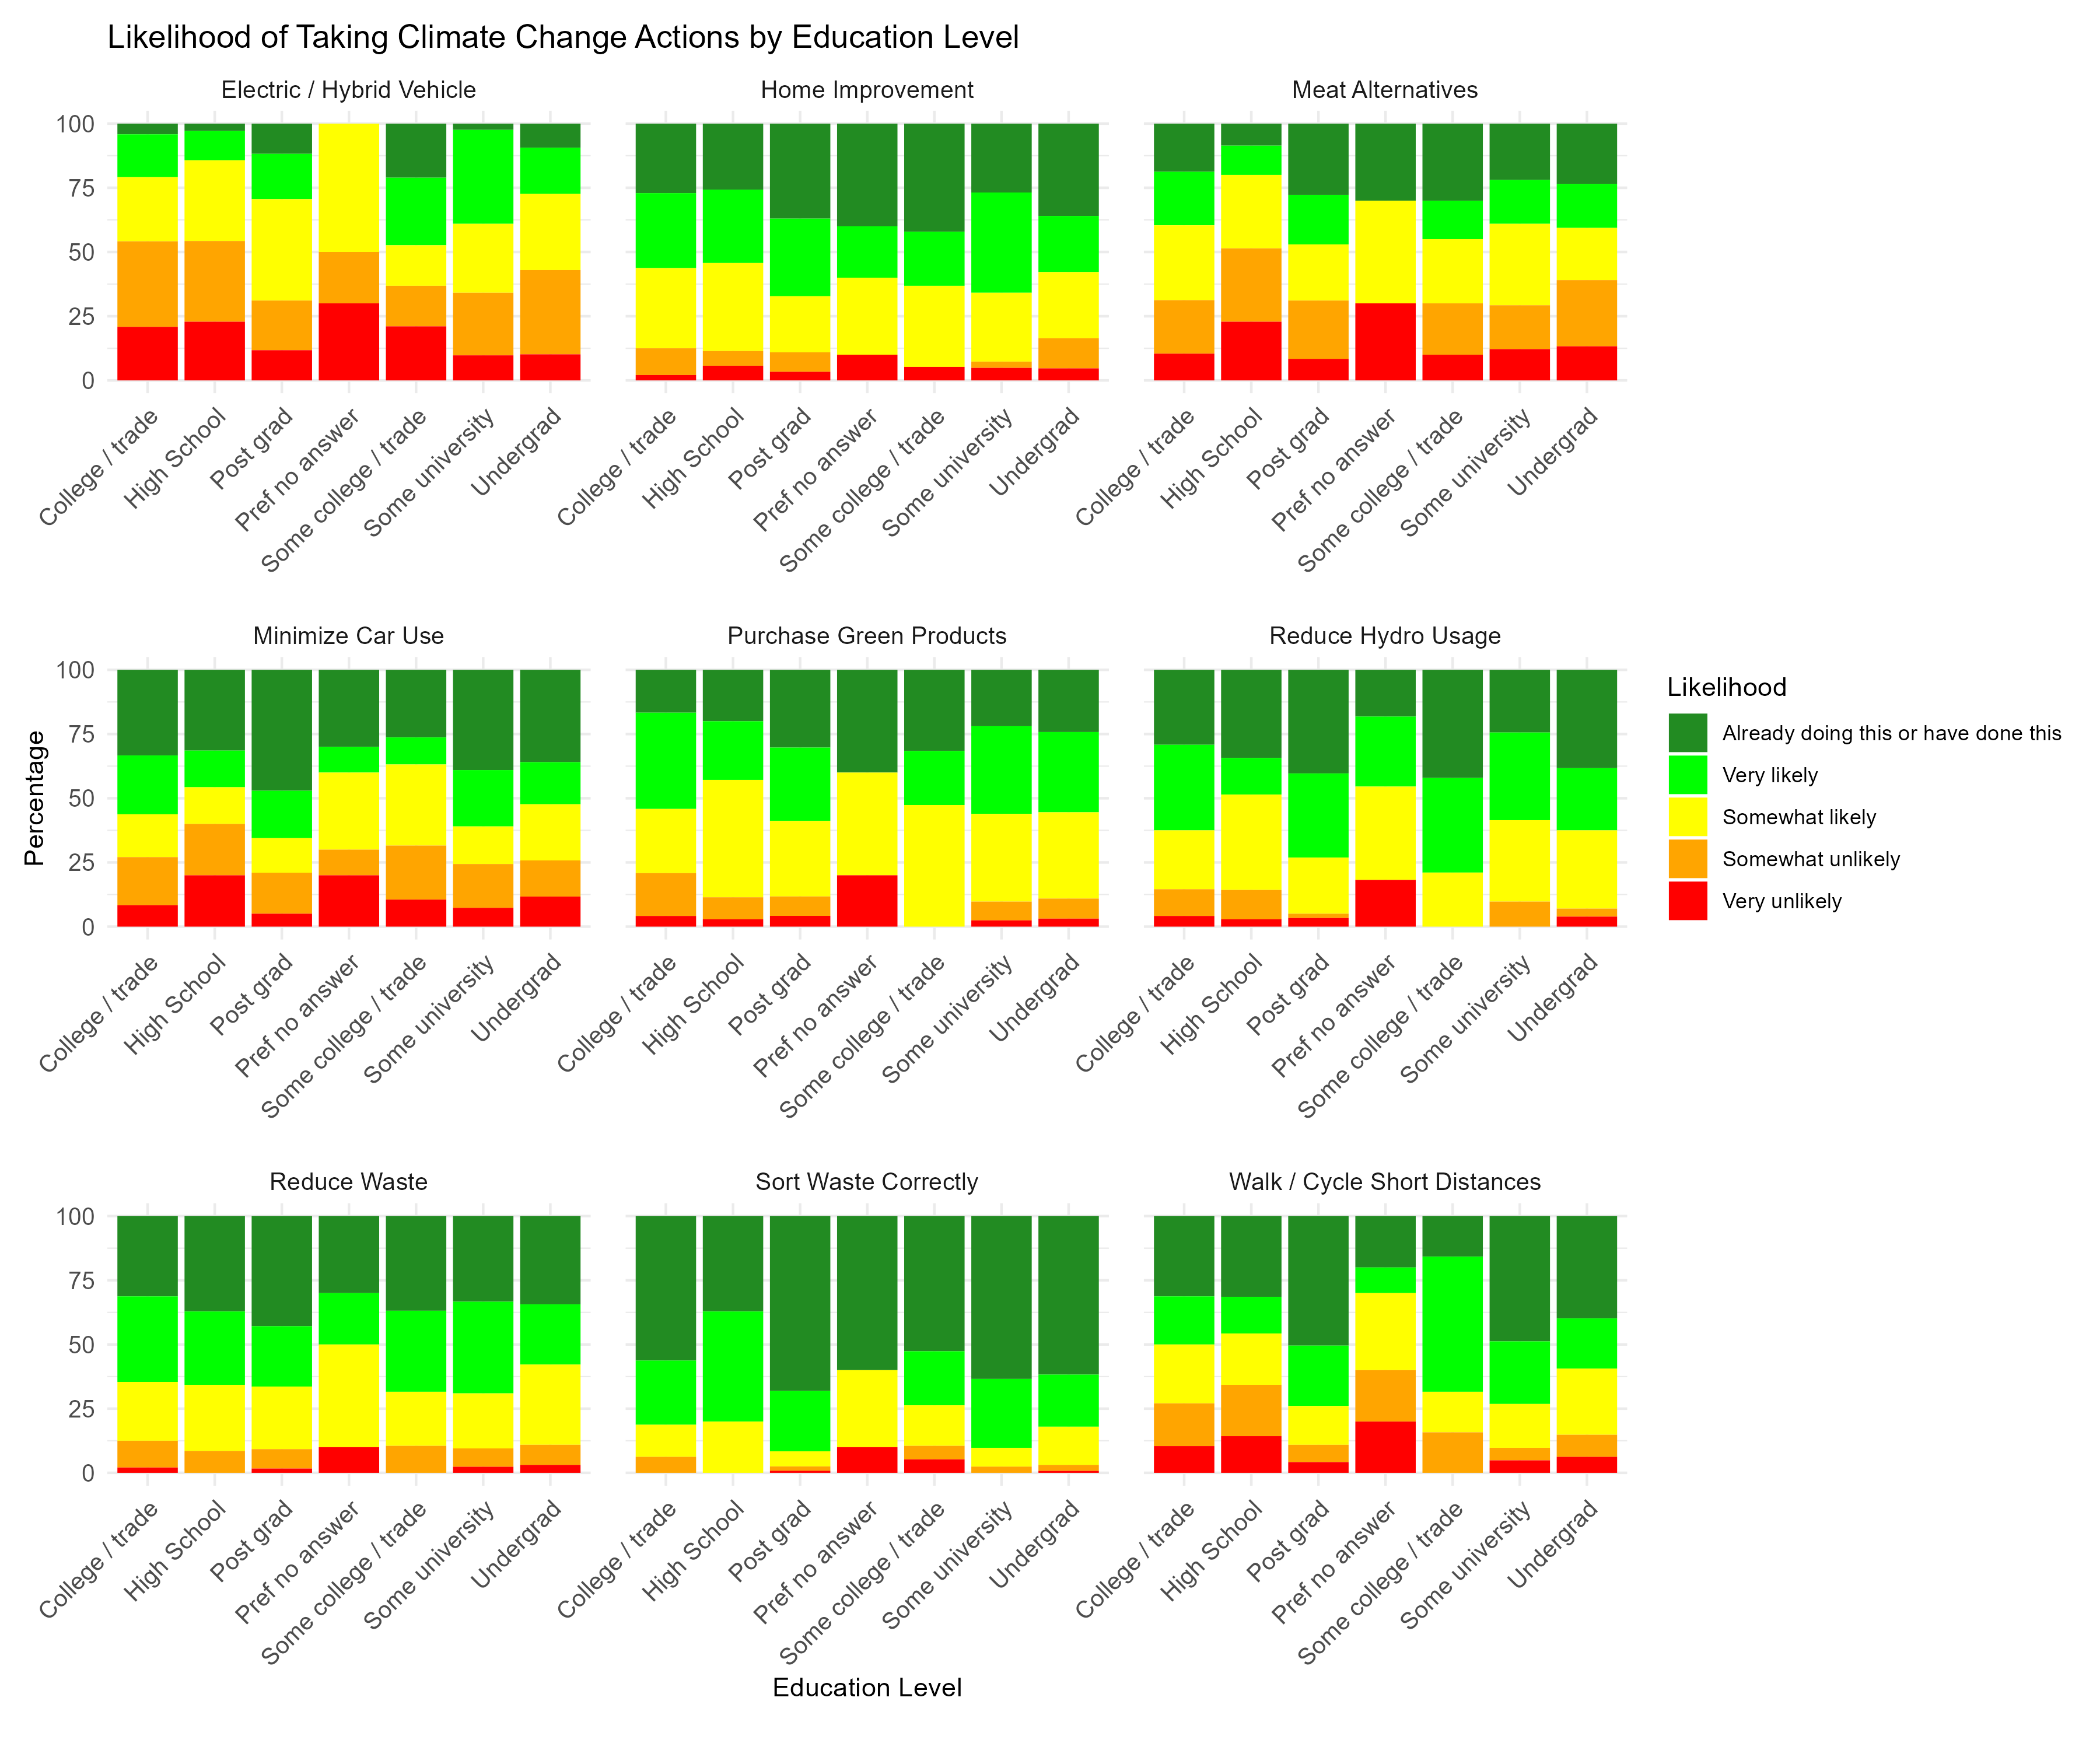 Likelihood of Taking Climate Change Actions by Education Level
Electric / Hybrid Vehicle
Home Improvement
Meat Alternatives
100
75
50
25
0
College / trade
High School
Post grad
Pref no answer
Some college / trade
Some university
Undergrad
College / trade
High School
Post grad
Pref no answer
Some college / trade
Some university
Undergrad
College / trade
High School
Post grad
Pref no answer
Some college / trade
Some university
Undergrad
Minimize Car Use
Purchase Green Products
Reduce Hydro Usage
Percentage
100
75
50
25
0
College / trade
High School
Post grad
Pref no answer
Some college / trade
Some university
Undergrad
College / trade
High School
Post grad
Pref no answer
Some college / trade
Some university
Undergrad
College / trade
High School
Post grad
Pref no answer
Some college / trade
Some university
Undergrad
Likelihood
Already doing this or have done this
Very likely
Somewhat likely
Somewhat unlikely
Very unlikely
Reduce Waste
Sort Waste Correctly
Walk / Cycle Short Distances
100
75
50
25
0
College / trade
High School
Post grad
Pref no answer
Some college / trade
Some university
Undergrad
College / trade
High School
Post grad
Pref no answer
Some college / trade
Some university
Undergrad
College / trade
High School
Post grad
Pref no answer
Some college / trade
Some university
Undergrad
Education Level